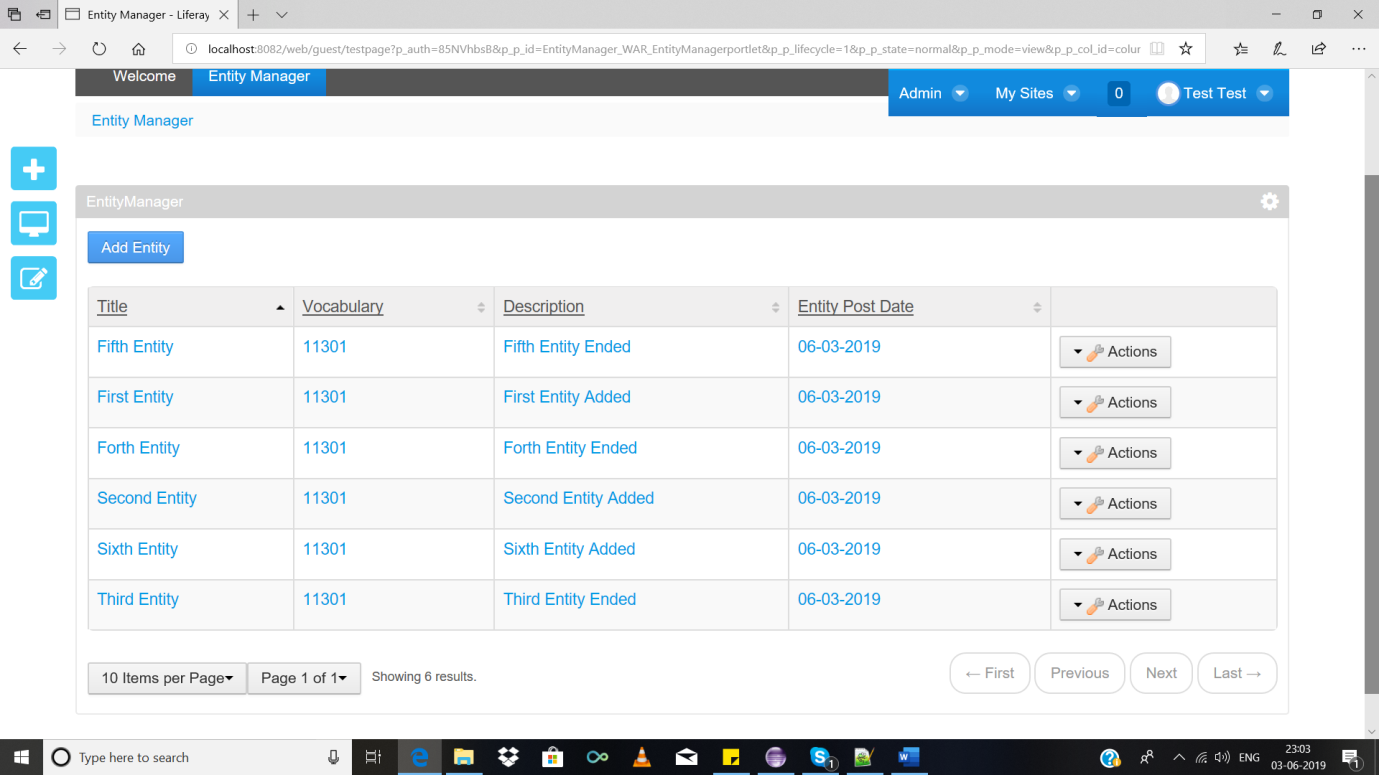 Entity Manager - Liferay
localhost:8082/web/guest/testpage?p_auth=85NVhbsB&p_p_id=EntityManager_WAR_EntityManagerportlet&p_p_lifecycle=1&p_p_state=normal&p_p_mode=view&p_p_col_id=colur
Welcome Entity Manager
Admin My Sites 0 Test Test
Entity Manager
EntityManager
Add Entity
Title Vocabulary Description Entity Post Date
Fifth Entity 11301 Fifth Entity Ended 06-03-2019 Actions
First Entity 11301 First Entity Added 06-03-2019 Actions
Forth Entity 11301 Forth Entity Ended 06-03-2019 Actions
Second Entity 11301 Second Entity Added 06-03-2019 Actions
Sixth Entity 11301 Sixth Entity Added 06-03-2019 Actions
Third Entity 11301 Third Entity Ended 06-03-2019 Actions
10 Items per Page Page 1 of 1 Showing 6 results. ← First Previous Next Last →
Type here to search
1
ENG
23:03
03-06-2019
1